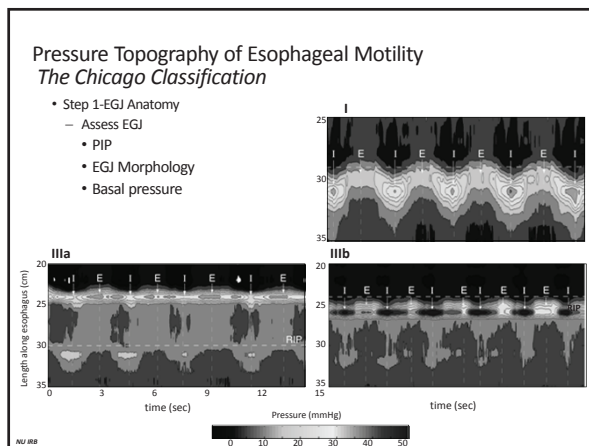 Pressure Topography of Esophageal Motility
The Chicago Classification
• Step 1-EGJ Anatomy
– Assess EGJ
• PIP
• EGJ Morphology
• Basal pressure
I
25
30
35
I E I E I E I E I
IIIa
Length along esophagus (cm)
20
25
30
35
I E I E I E I E I E
RIP
0 3 6 9 12 15
time (sec)
IIIb
20
25
30
35
I E I E I E I E I E I
RIP
time (sec)
Pressure (mmHg)
0 10 20 30 40 50
NU IRB